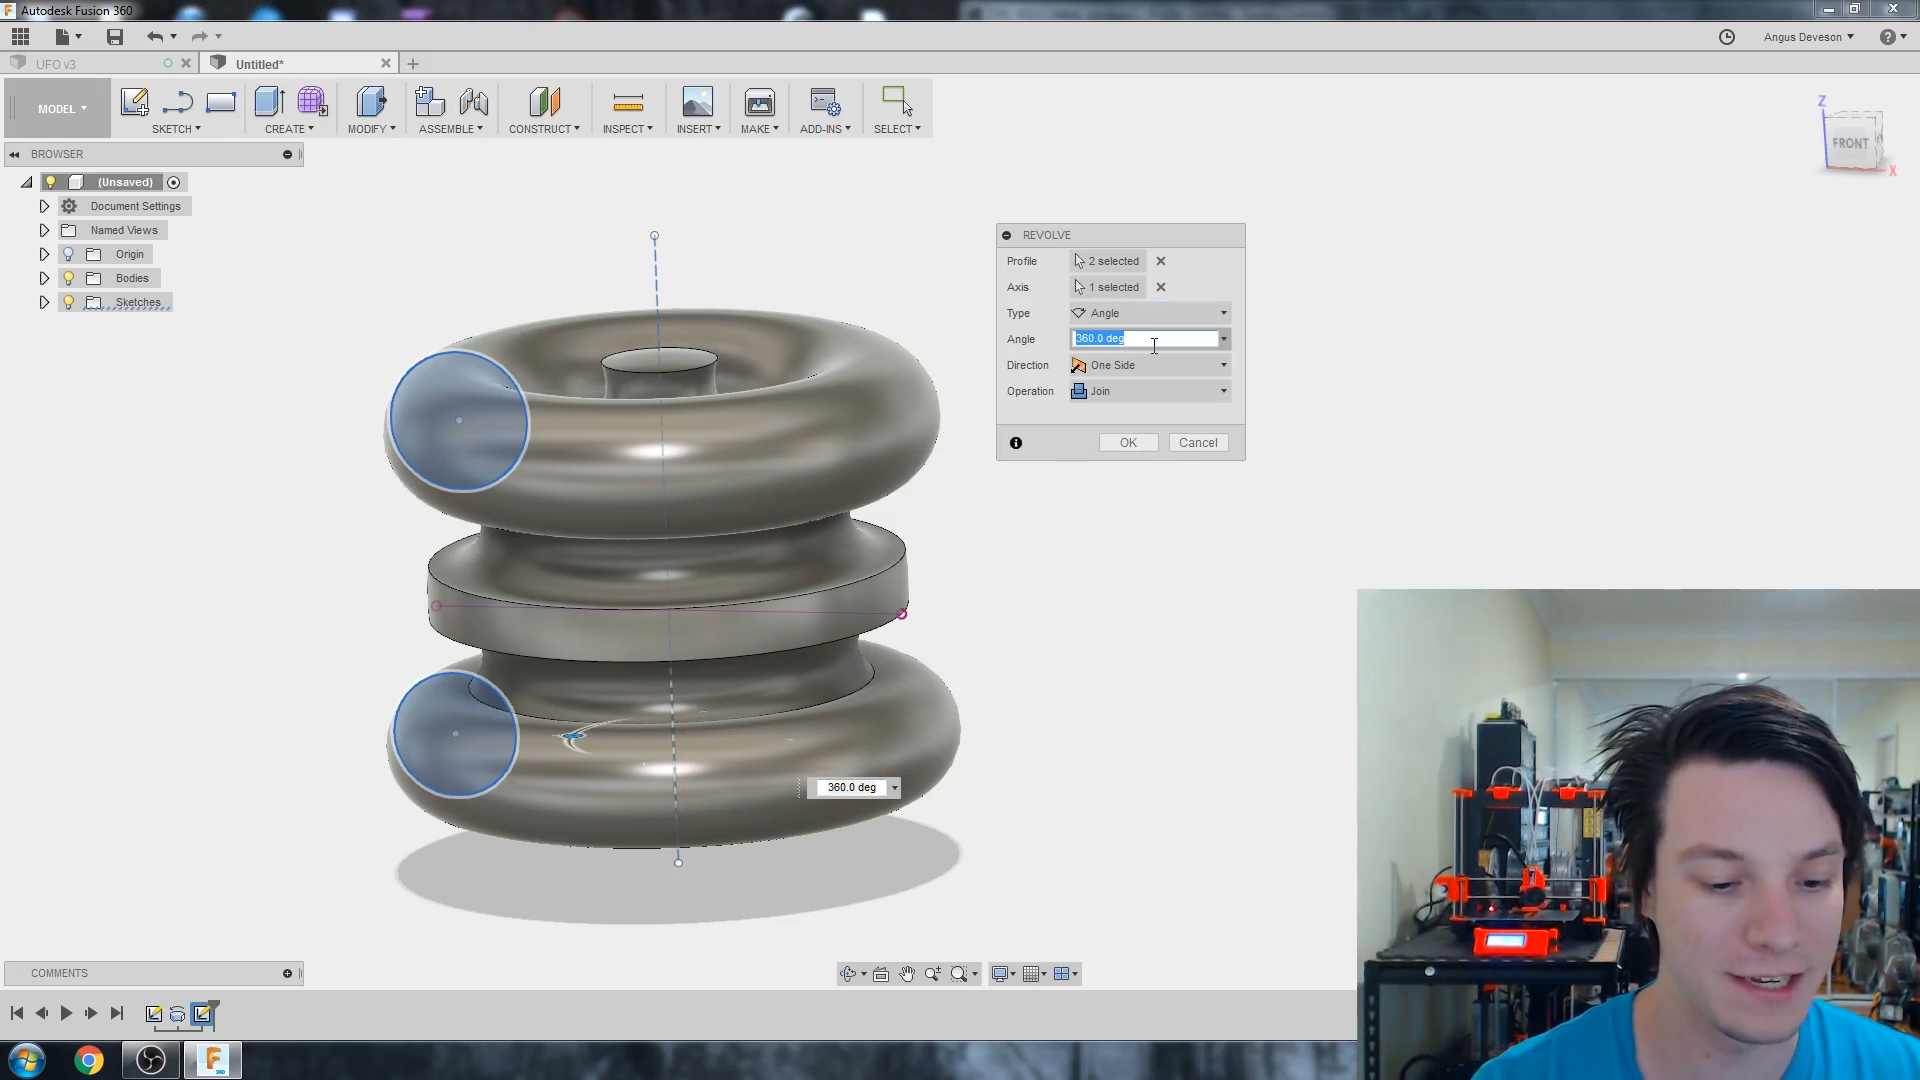 Autodesk Fusion 360
Angus Deveson
UFO v3
Untitled*
MODEL
SKETCH
CREATE
MODIFY
ASSEMBLE
CONSTRUCT
INSPECT
INSERT
MAKE
ADD-INS
SELECT
BROWSER
(Unsaved)
Document Settings
Named Views
Origin
Bodies
Sketches
Z
FRONT
X
REVOLVE
Profile 2 selected
Axis 1 selected
Type Angle
Angle 360.0 deg
Direction One Side
Operation Join
OK Cancel
360.0 deg
COMMENTS
F
360